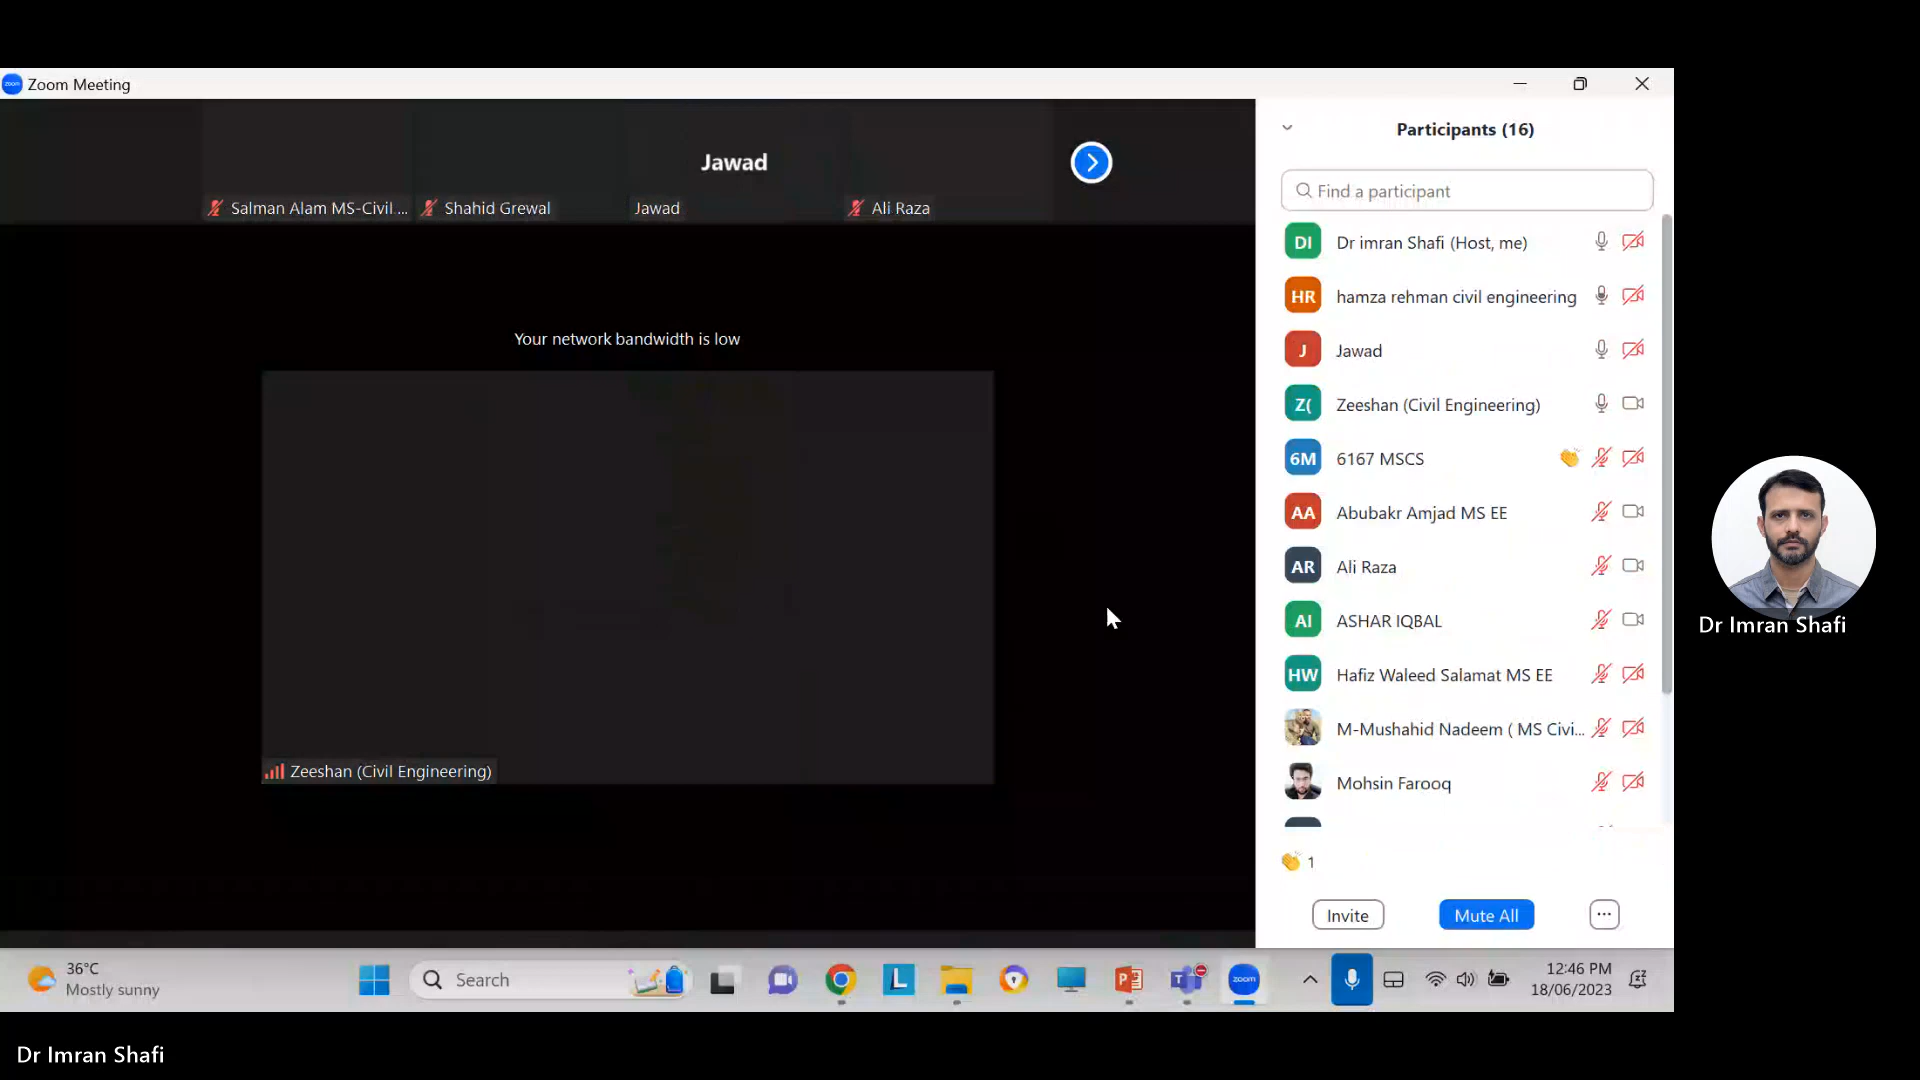 Zoom Meeting
Jawad
Salman Alam MS-Civil ...
Shahid Grewal
Jawad
Ali Raza
Your network bandwidth is low
Zeeshan (Civil Engineering)
Participants (16)
Find a participant
DI Dr imran Shafi (Host, me)
HR hamza rehman civil engineering
J Jawad
Z( Zeeshan (Civil Engineering)
6M 6167 MSCS
AA Abubakr Amjad MS EE
AR Ali Raza
AI ASHAR IQBAL
HW Hafiz Waleed Salamat MS EE
M-Mushahid Nadeem ( MS Civi...
Mohsin Farooq
1
Invite
Mute All
...
Dr Imran Shafi
36°C
Mostly sunny
Search
L
zoom
12:46 PM
18/06/2023
Dr Imran Shafi